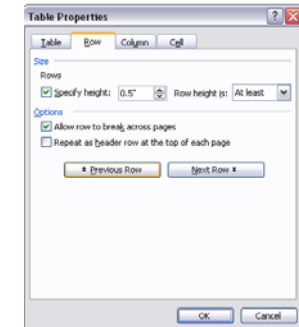 Table Properties
Table Row Column Cell
Size
Rows
Specify height: 0.5" Row height is: At least
Options
Allow row to break across pages
Repeat as header row at the top of each page
Previous Row Next Row
OK Cancel